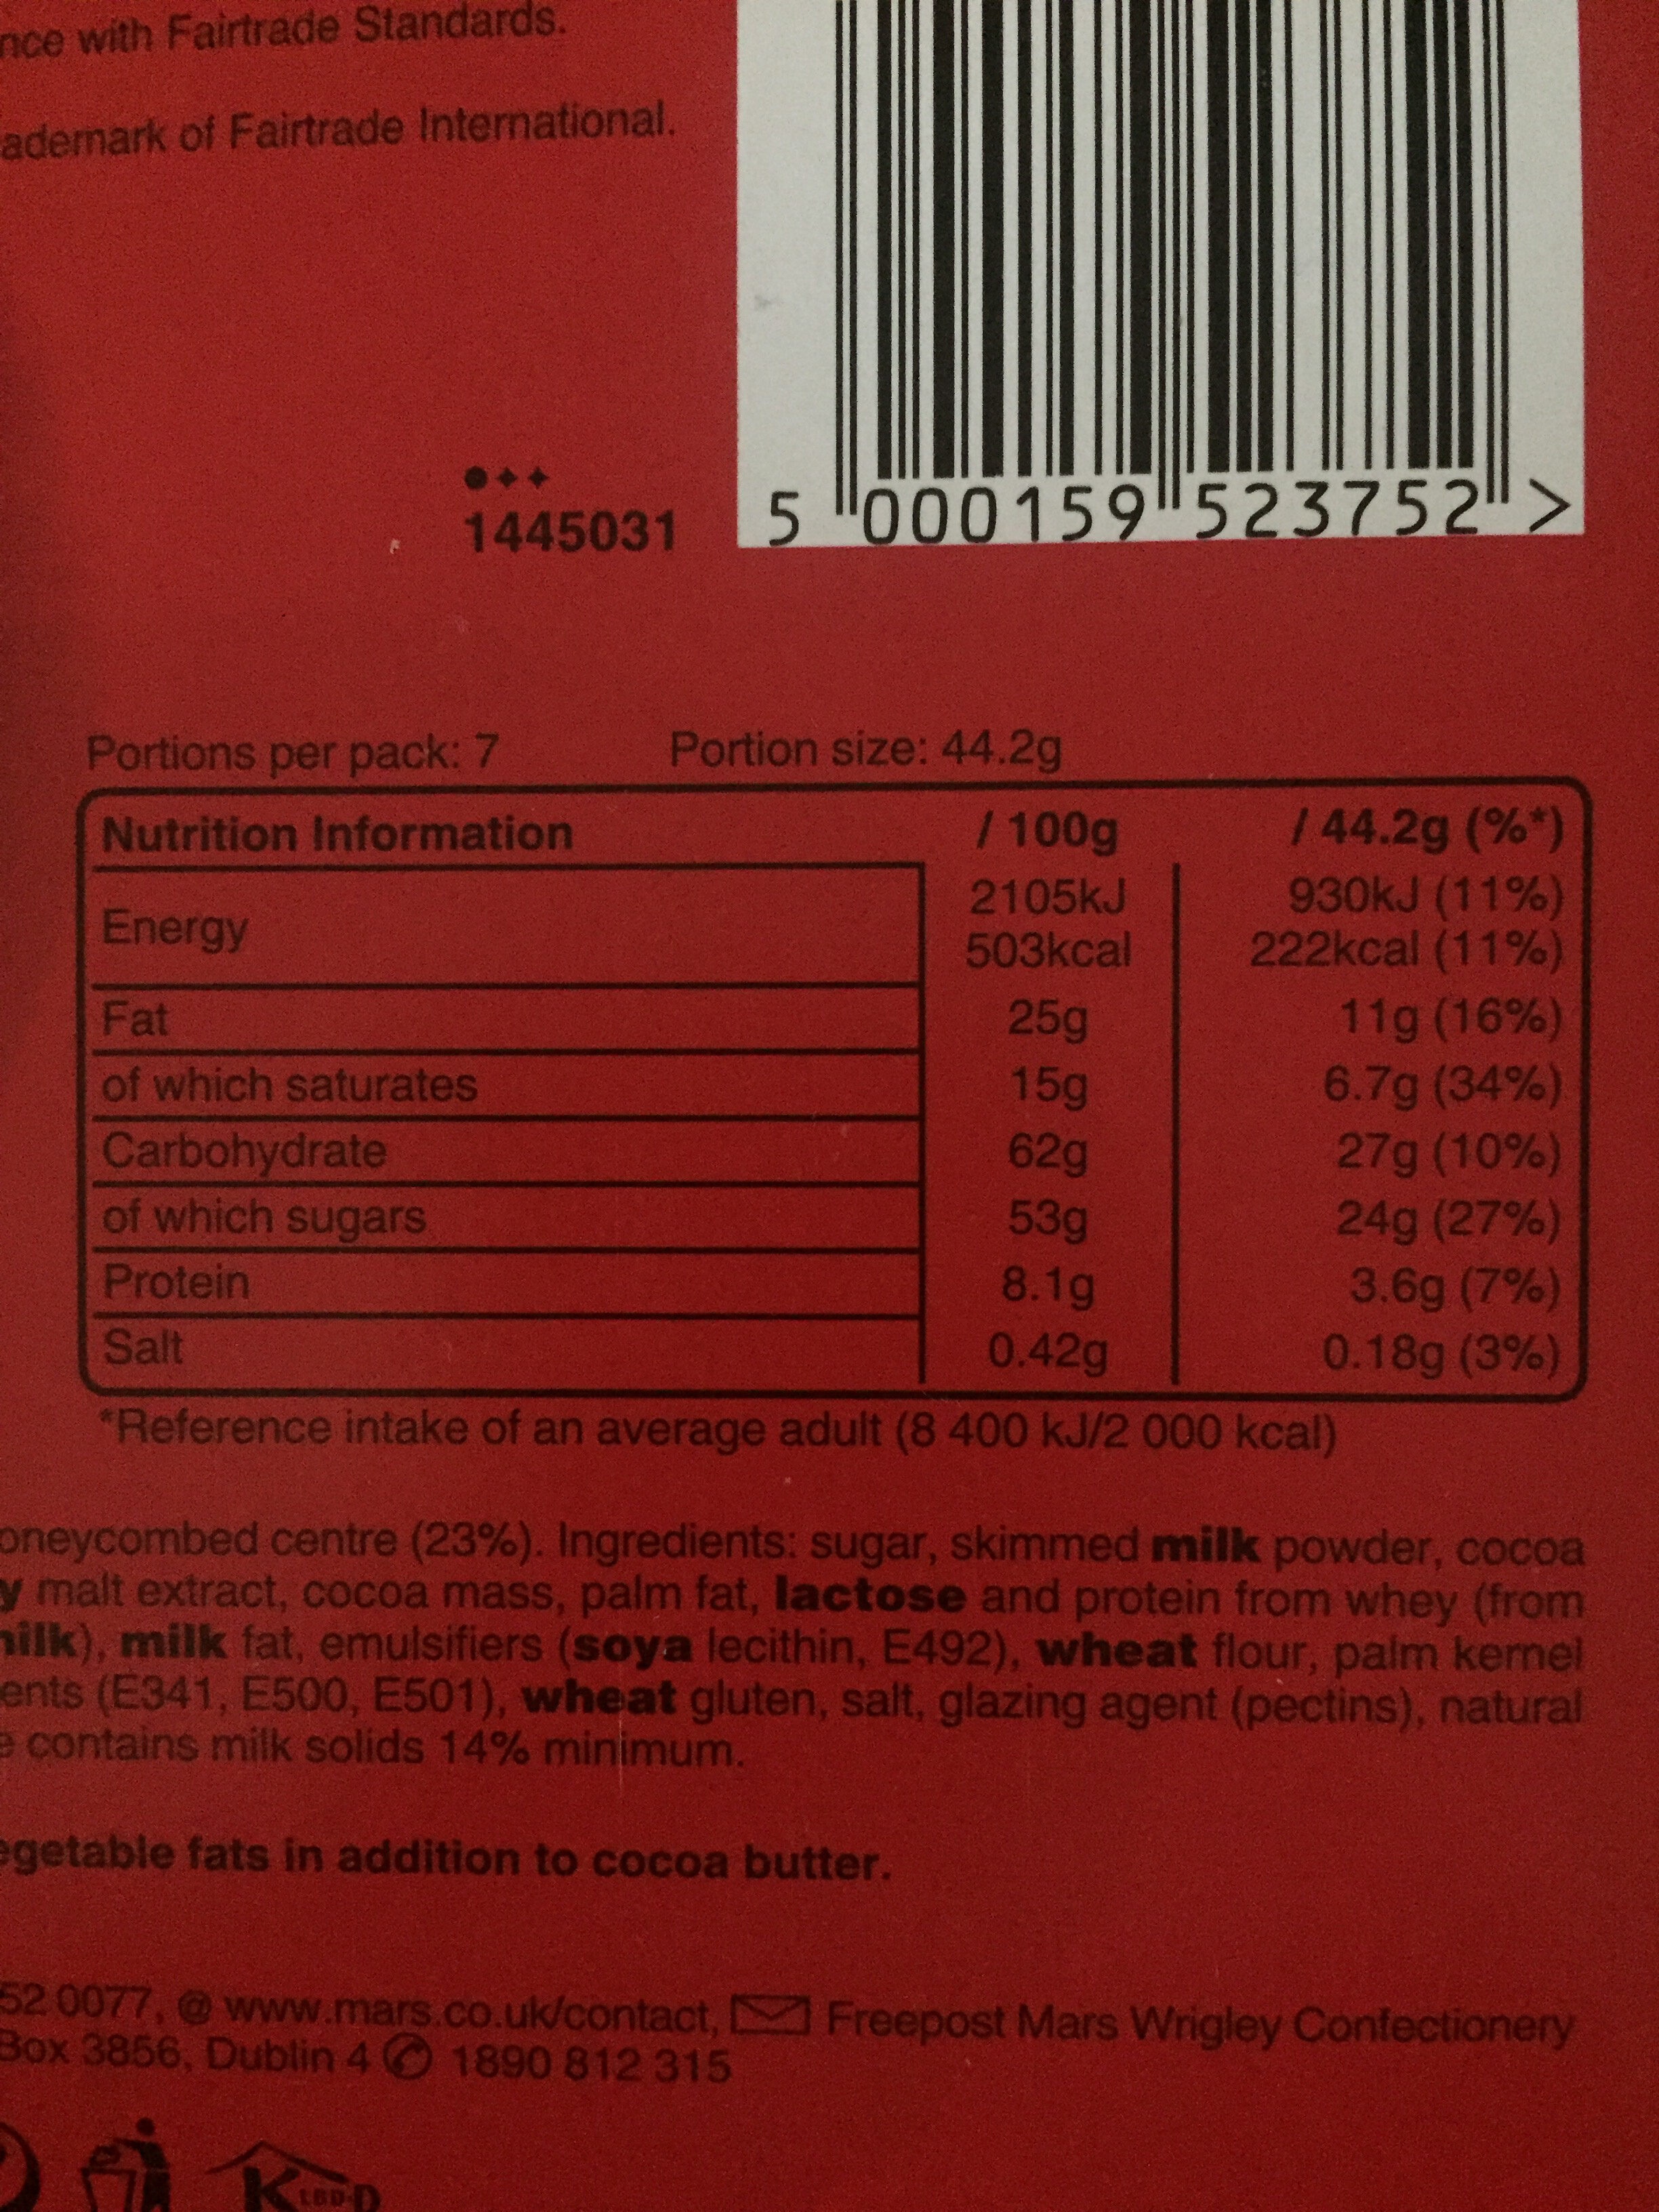 with Fairtrade Standards.
of Fairtrade International.
1445031
5 000159 523752 >
Portions per pack: 7 Portion size: 44.2g
Nutrition Information / 100g / 44.2g (%*)
Energy 2105kJ 930kJ (11%)
503kcal 222kcal (11%)
Fat 25g 11g (16%)
of which saturates 15g 6.7g (34%)
Carbohydrate 62g 27g (10%)
of which sugars 53g 24g (27%)
Protein 8.1g 3.6g (7%)
Salt 0.42g 0.18g (3%)
*Reference intake of an average adult (8 400 kJ/2 000 kcal)
centre (23%). Ingredients: sugar, skimmed milk powder, cocoa
malt extract, cocoa mass, palm fat, lactose and protein from whey (from
milk fat, emulsifiers (soya lecithin, E492), wheat flour, palm kernel
(E341, E500, E501), wheat gluten, salt, glazing agent (pectins), natural
contains milk solids 14% minimum.
fats in addition to cocoa butter.
52 0077, @ www.mars.co.uk/contact, Freepost Mars Wrigley Confectionery
Box 3856, Dublin 4 1890 812 315
K LBD-D